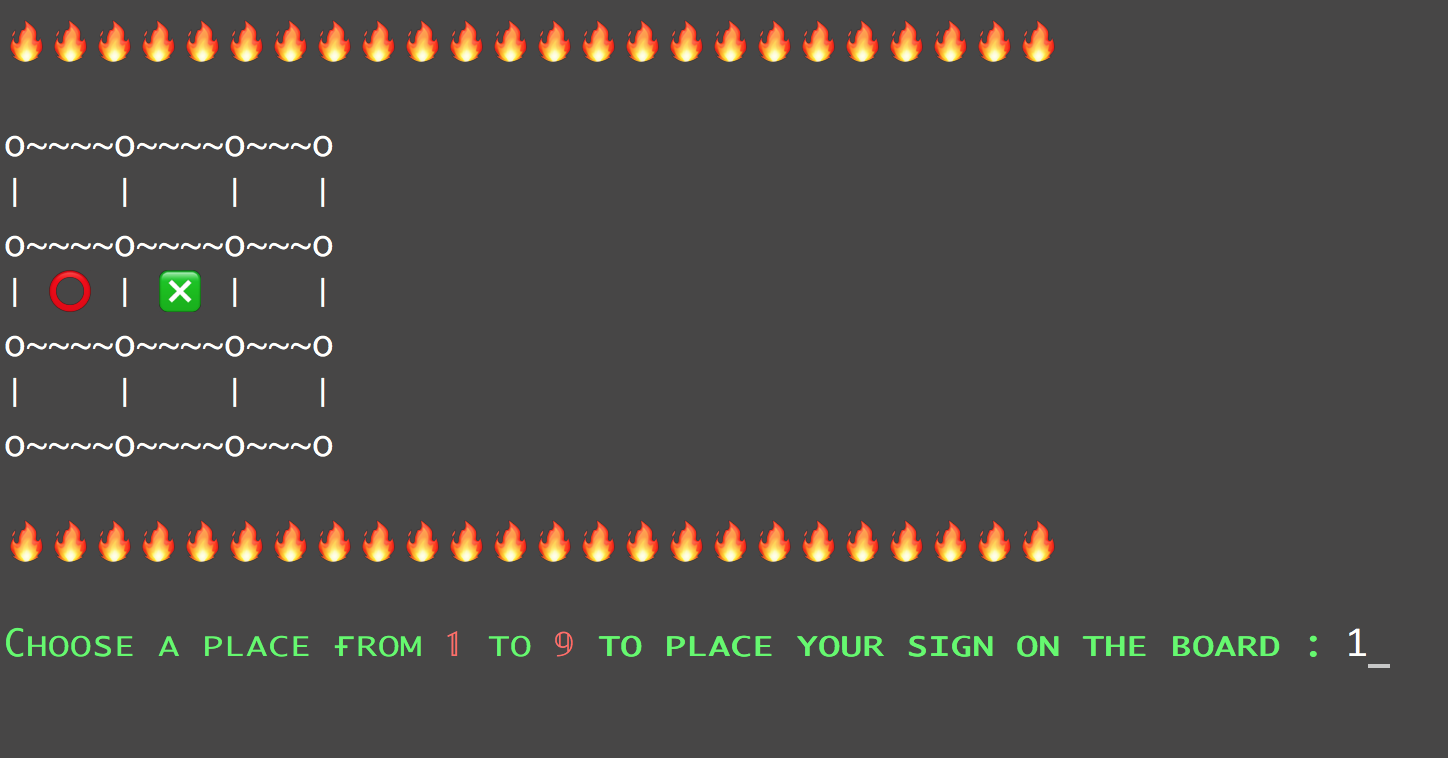 🔥🔥🔥🔥🔥🔥🔥🔥🔥🔥🔥🔥🔥🔥🔥🔥🔥🔥🔥🔥🔥🔥🔥🔥
o~~~~o~~~~o~~~o
|    |    |   |
o~~~~o~~~~o~~~o
| ⭕ | ❎ |   |
o~~~~o~~~~o~~~o
|    |    |   |
o~~~~o~~~~o~~~o
🔥🔥🔥🔥🔥🔥🔥🔥🔥🔥🔥🔥🔥🔥🔥🔥🔥🔥🔥🔥🔥🔥🔥🔥
Choose a place from 1 to 9 to place your sign on the board : 1_